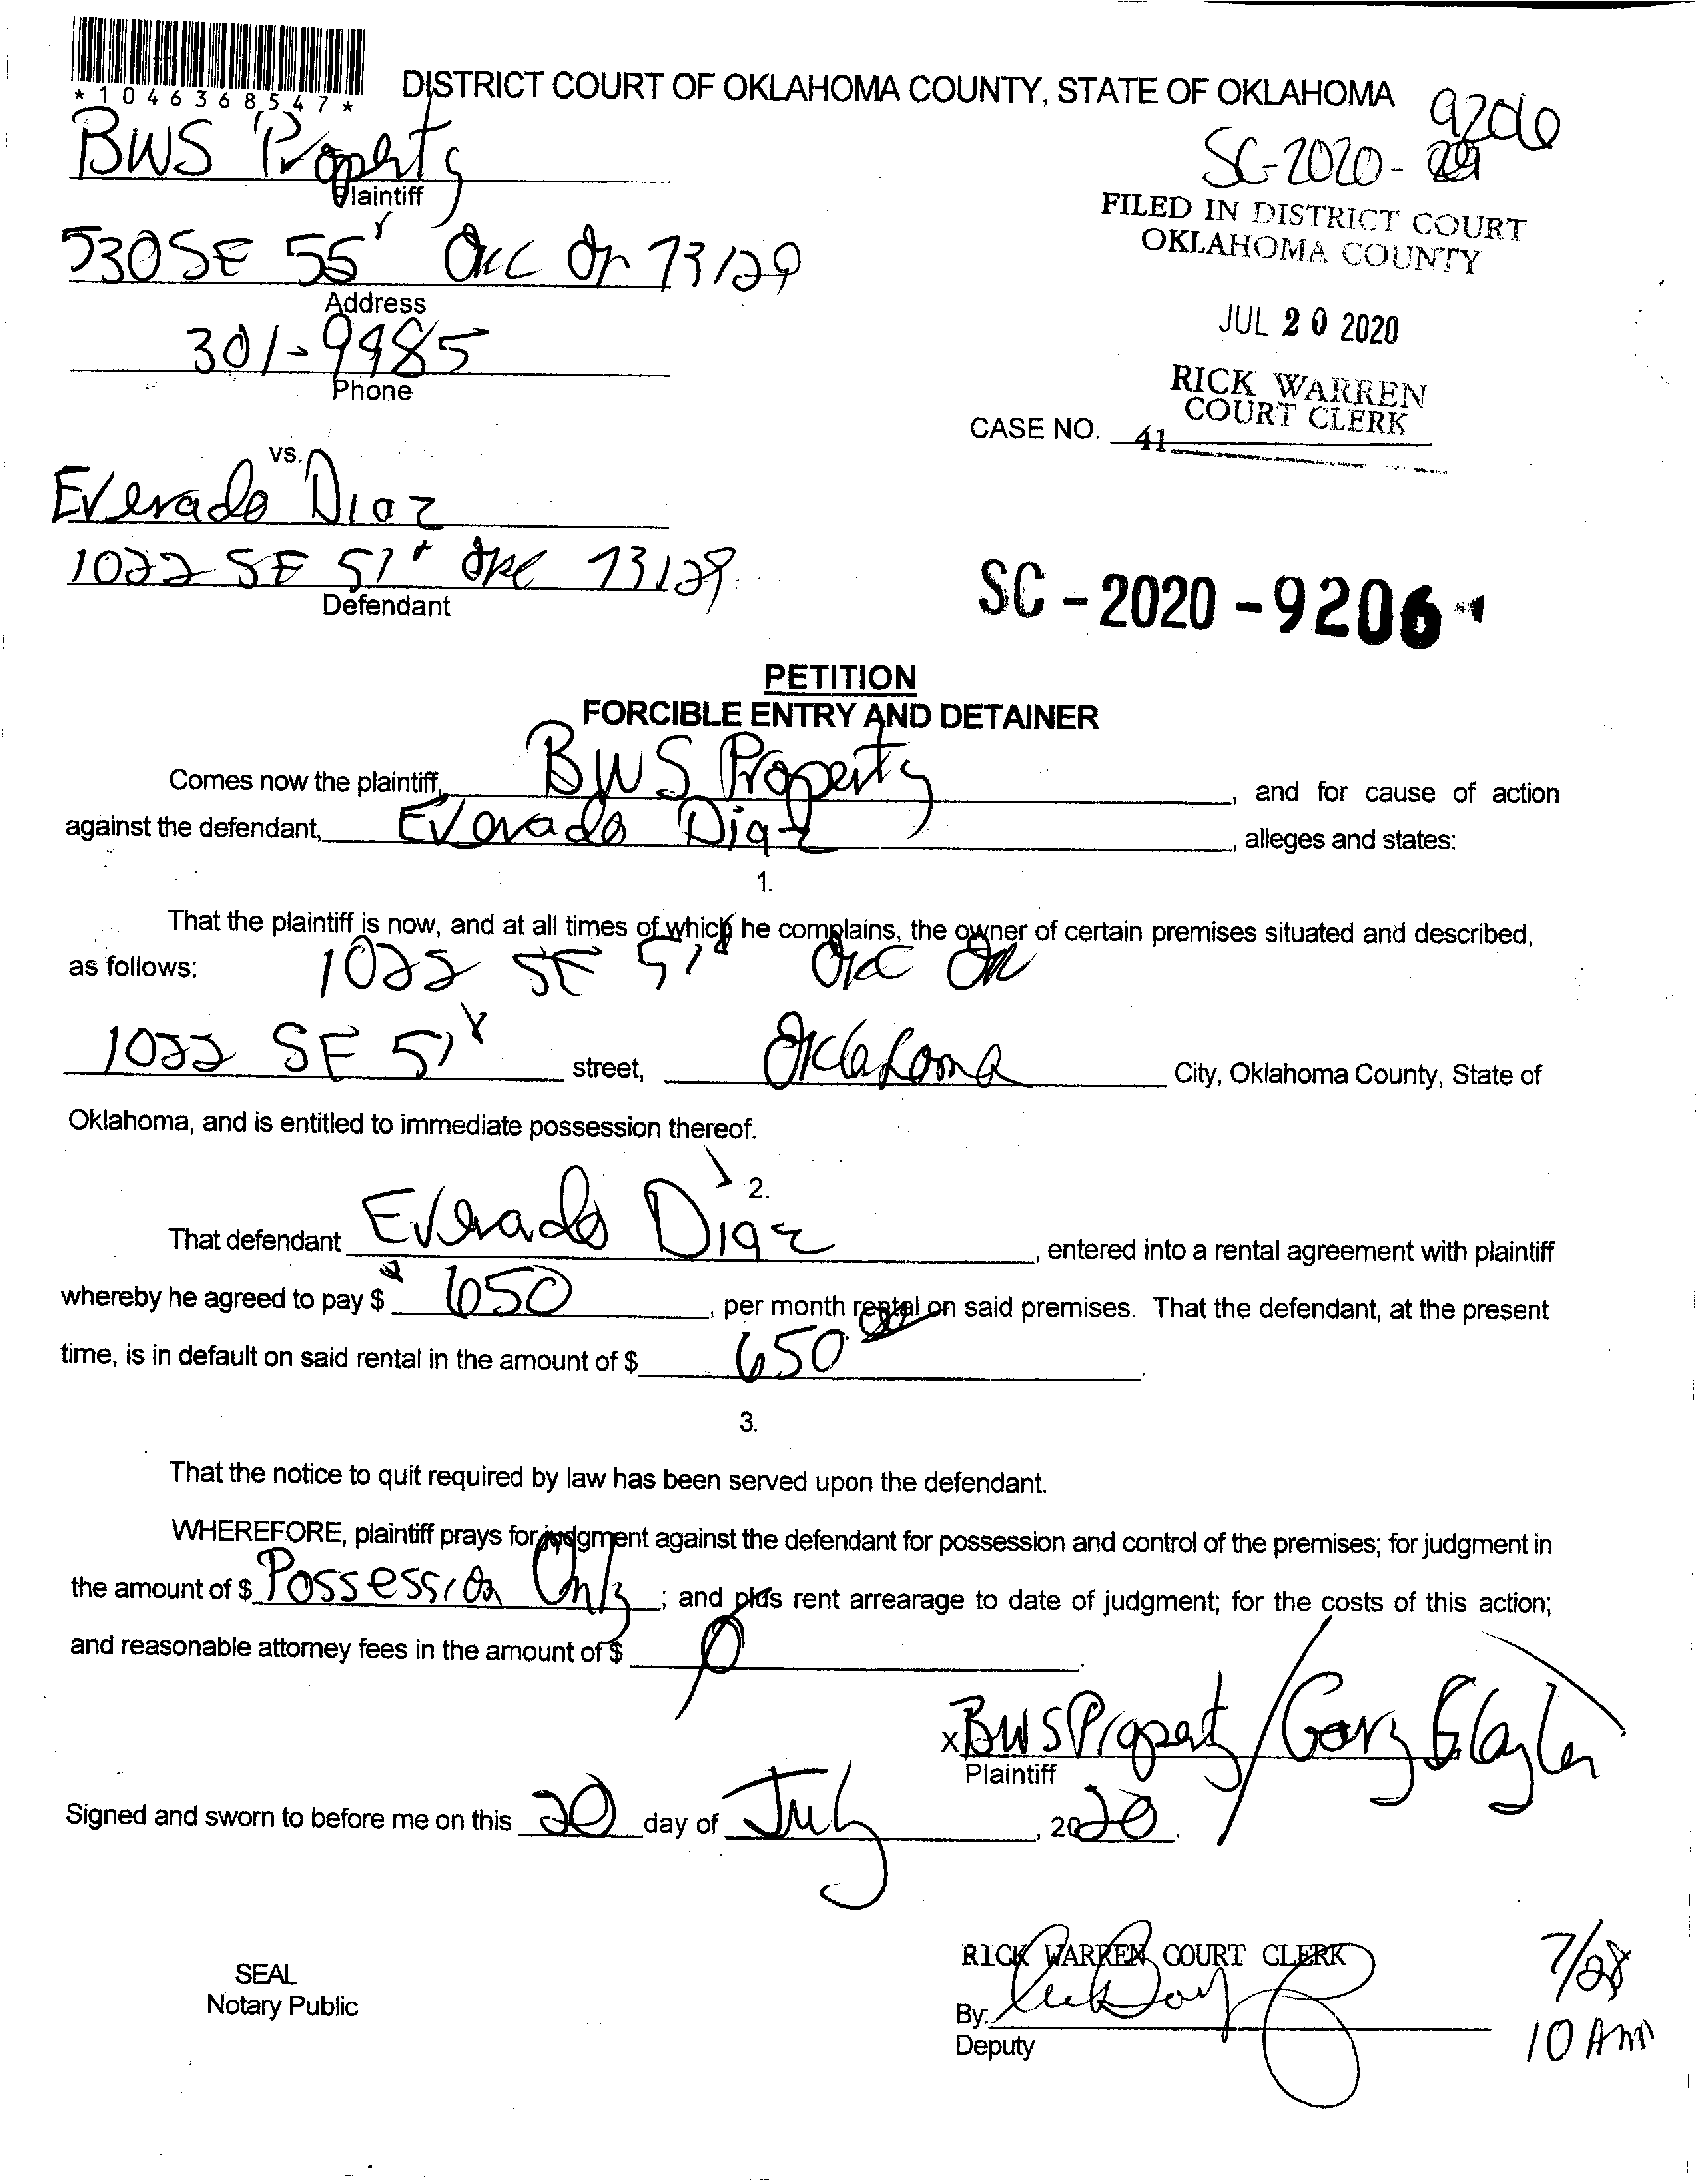 *1046368547*
DISTRICT COURT OF OKLAHOMA COUNTY, STATE OF OKLAHOMA
9206
BWS Property
SC-2020-
Plaintiff
FILED IN DISTRICT COURT
OKLAHOMA COUNTY
530 SE 55 OKC OK 73129
Address
JUL 20 2020
301-9985
Phone
RICK WARREN
COURT CLERK
CASE NO. 41
vs.
Everado Diaz
1022 SE 57 OKC 73129
Defendant
SC-2020-9206
PETITION
FORCIBLE ENTRY AND DETAINER
Comes now the plaintiff, BWS Property, and for cause of action
against the defendant, Everado Diaz, alleges and states:
1.
That the plaintiff is now, and at all times of which he complains, the owner of certain premises situated and described,
as follows: 1022 SE 57 OKC OK
1022 SE 57 street, Oklahoma City, Oklahoma County, State of
Oklahoma, and is entitled to immediate possession thereof.
2.
That defendant Everado Diaz, entered into a rental agreement with plaintiff
whereby he agreed to pay $ 650, per month rental on said premises. That the defendant, at the present
time, is in default on said rental in the amount of $ 650.
3.
That the notice to quit required by law has been served upon the defendant.
WHEREFORE, plaintiff prays for judgment against the defendant for possession and control of the premises; for judgment in
the amount of $ Possession Only; and plus rent arrearage to date of judgment; for the costs of this action;
and reasonable attorney fees in the amount of $ 0.
X BWS Property / Gary
Plaintiff
Signed and sworn to before me on this 20 day of July, 2020.
RICK WARREN COURT CLERK
7/28
SEAL
Notary Public
By:
10 AM
Deputy